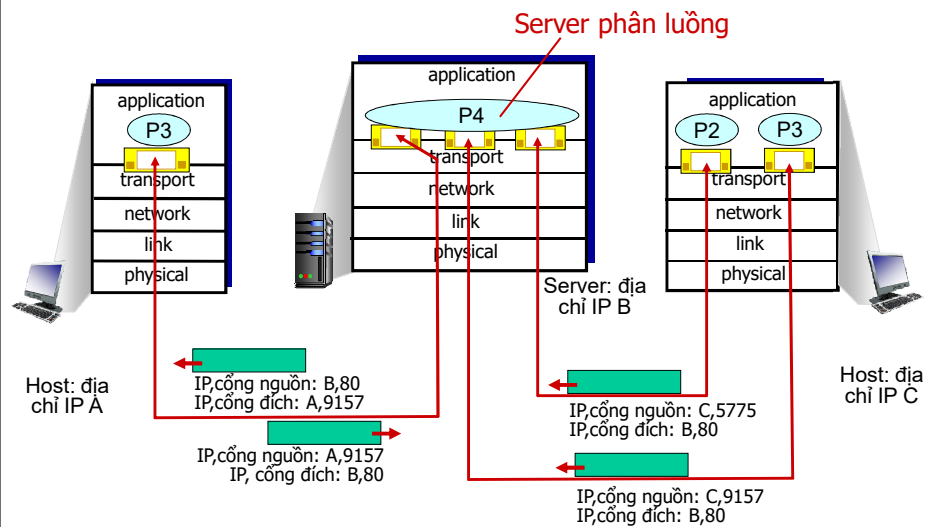 Server phân luồng
application
P3
transport
network
link
physical
application
P4
transport
network
link
physical
application
P2
P3
transport
network
link
physical
Server: địa
chỉ IP B
Host: địa
chỉ IP A
IP,cổng nguồn: B,80
IP,cổng đích: A,9157
IP,cổng nguồn: A,9157
IP, cổng đích: B,80
IP,cổng nguồn: C,5775
IP,cổng đích: B,80
IP,cổng nguồn: C,9157
IP,cổng đích: B,80
Host: địa
chỉ IP C